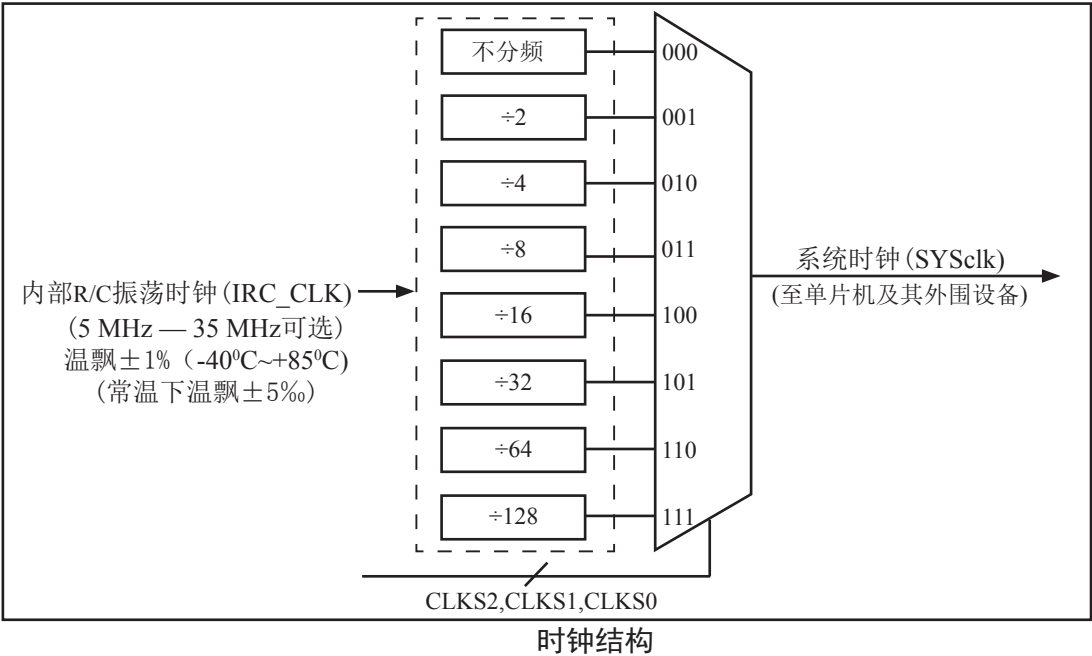 不分频
000
÷2
001
÷4
010
÷8
011
÷16
100
÷32
101
÷64
110
÷128
111
内部R/C振荡时钟(IRC_CLK)
(5 MHz — 35 MHz可选)
温飘±1%（-40⁰C~+85⁰C)
(常温下温飘±5‰)
系统时钟(SYSclk)
(至单片机及其外围设备)
CLKS2,CLKS1,CLKS0
时钟结构